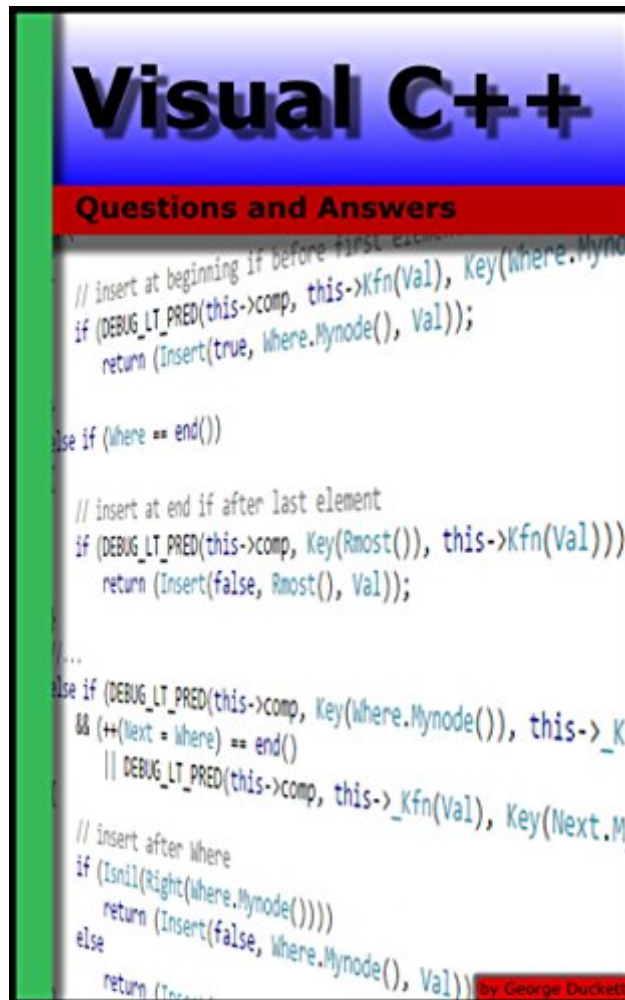 Visual C++
Questions and Answers
// insert at beginning if before first
if (DEBUG_LT_PRED(this->comp, this->Kfn(Val), Key(Where.Myno
return (Insert(true, Where.Mynode(), Val));
else if (Where == end())
// insert at end if after last element
if (DEBUG_LT_PRED(this->comp, Key(Rmost()), this->Kfn(Val)))
return (Insert(false, Rmost(), Val));
//...
else if (DEBUG_LT_PRED(this->comp, Key(Where.Mynode()), this->_K
&& (++(Next = Where) == end()
|| DEBUG_LT_PRED(this->comp, this->_Kfn(Val), Key(Next.M
// insert after Where
if (Isnil(Right(Where.Mynode())))
return (Insert(false, Where.Mynode(), Val))
else
return
by George Duckett